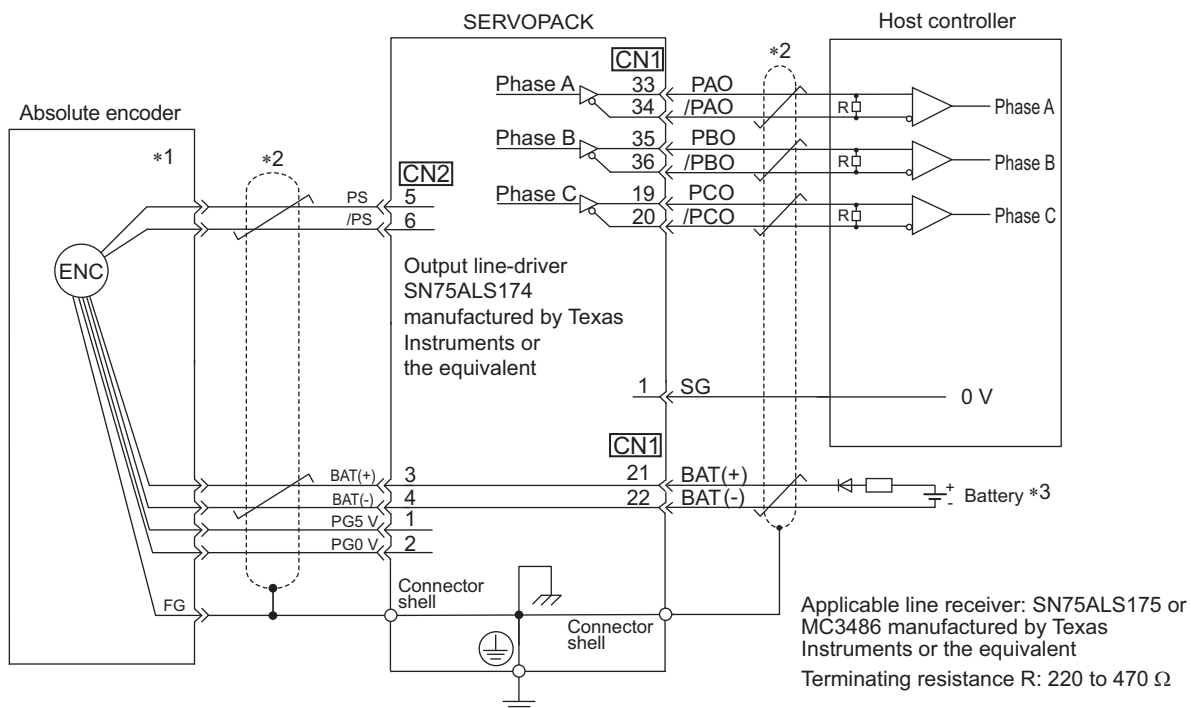 SERVOPACK
Host controller
Absolute encoder
*1
*2
CN2
PS
5
/PS
6
ENC
Output line-driver
SN75ALS174
manufactured by Texas
Instruments or
the equivalent
CN1
*2
Phase A
33
PAO
34
/PAO
R
Phase A
Phase B
35
PBO
36
/PBO
R
Phase B
Phase C
19
PCO
20
/PCO
R
Phase C
1
SG
0 V
CN1
BAT(+)
3
21
BAT(+)
BAT(-)
4
22
BAT(-)
+
-
Battery *3
PG5 V
1
PG0 V
2
FG
Connector
shell
Connector
shell
Applicable line receiver: SN75ALS175 or
MC3486 manufactured by Texas
Instruments or the equivalent
Terminating resistance R: 220 to 470 Ω